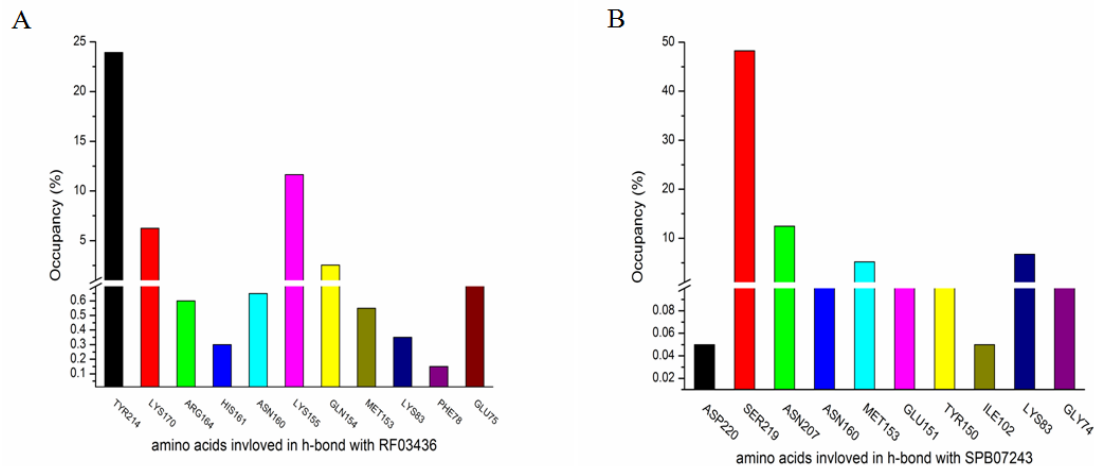 A
25
20
15
10
5
0.6
0.5
0.4
0.3
0.2
0.1
Occupancy (%)
TYR214
LYS170
ARG164
HIS161
ASN160
LYS155
GLN154
MET153
LYS83
PHE78
GLU75
amino acids invloved in h-bond with RF03436
B
50
40
30
20
10
0.08
0.06
0.04
0.02
Occupancy (%)
ASP220
SER219
ASN207
ASN160
MET153
GLU151
TYR150
ILE102
LYS83
GLY74
amino acids invloved in h-bond with SPB07243